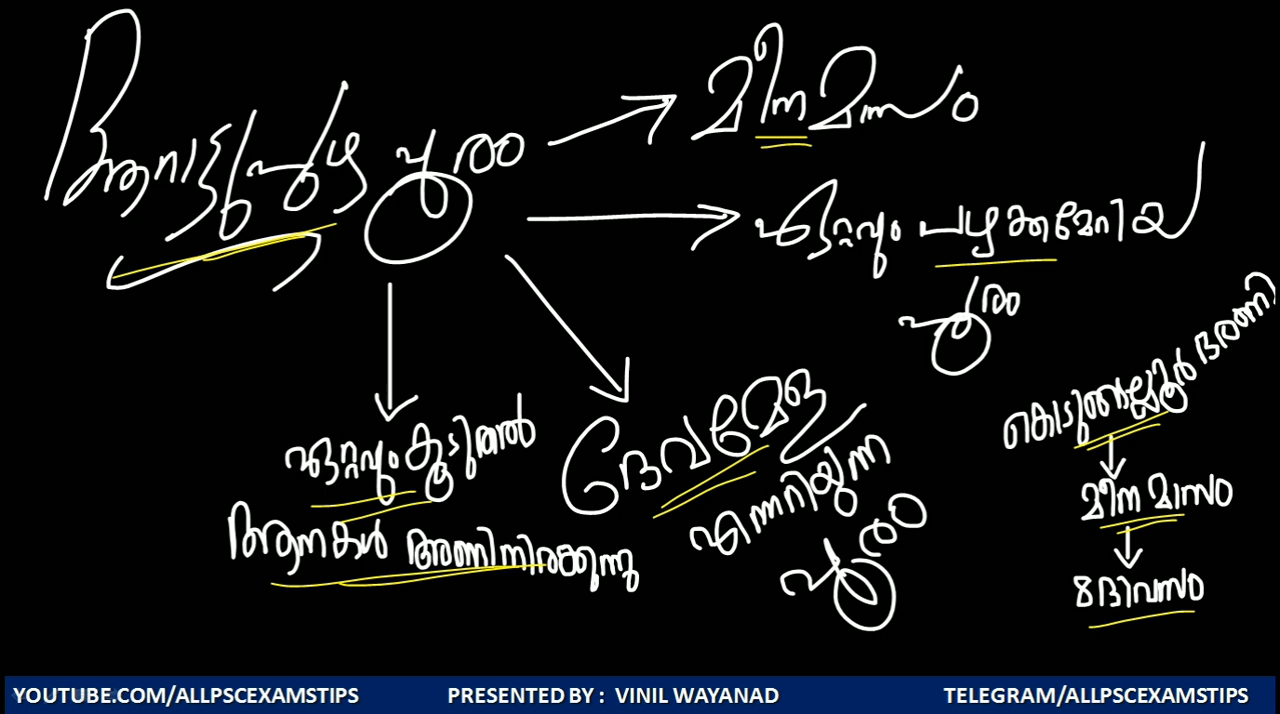 ആറാട്ടുപുഴ പൂരം
മീനമാസം
ഏറ്റവും പഴക്കമേറിയ
പൂരം
ഏറ്റവും കൂടുതൽ
ആനകൾ അണിനിരക്കുന്നു
ദേവമേള
എന്നറിയുന്ന
പൂരം
കൊടുങ്ങല്ലൂർ ഭരണി
മീന മാസം
8 ദിവസം
YOUTUBE.COM/ALLPSCEXAMSTIPS
PRESENTED BY : VINIL WAYANAD
TELEGRAM/ALLPSCEXAMSTIPS